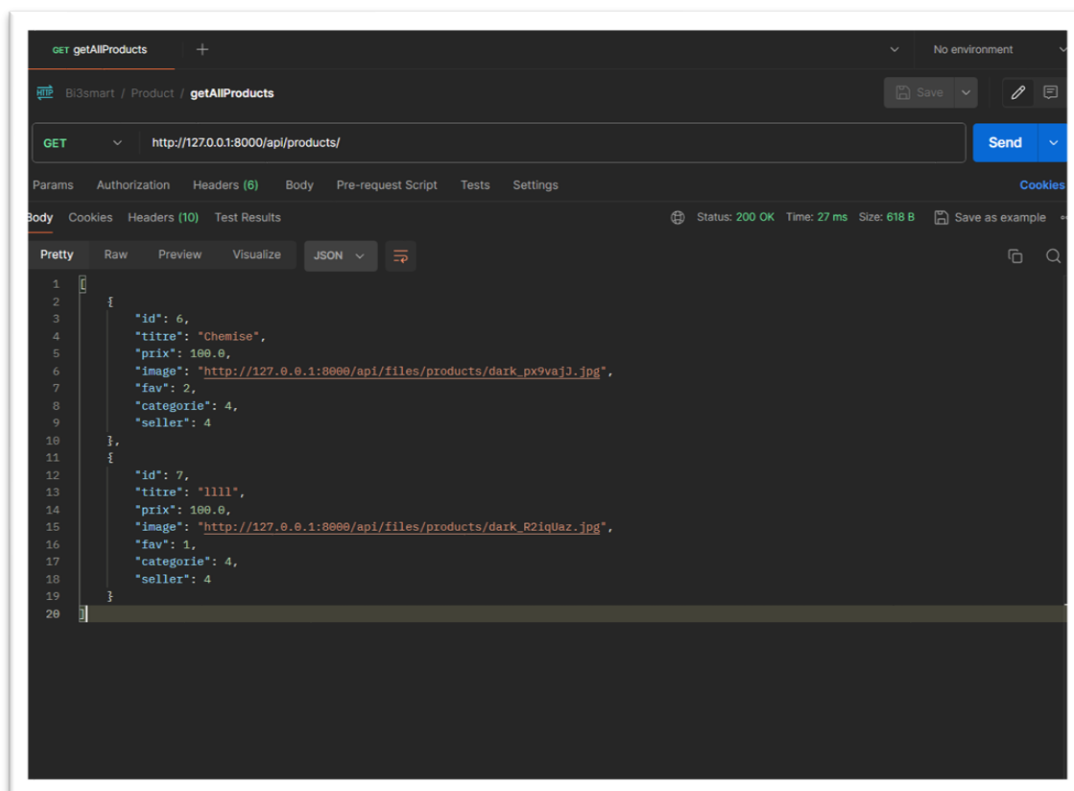 GET getAllProducts
No environment
HTTP Bi3smart / Product / getAllProducts
Save
GET http://127.0.0.1:8000/api/products/ Send
Params Authorization Headers (6) Body Pre-request Script Tests Settings Cookies
Body Cookies Headers (10) Test Results Status: 200 OK Time: 27 ms Size: 618 B Save as example
Pretty Raw Preview Visualize JSON
1 [
2 {
3 "id": 6,
4 "titre": "Chemise",
5 "prix": 100.0,
6 "image": "http://127.0.0.1:8000/api/files/products/dark_px9vajJ.jpg",
7 "fav": 2,
8 "categorie": 4,
9 "seller": 4
10 },
11 {
12 "id": 7,
13 "titre": "llll",
14 "prix": 100.0,
15 "image": "http://127.0.0.1:8000/api/files/products/dark_R2iqUaz.jpg",
16 "fav": 1,
17 "categorie": 4,
18 "seller": 4
19 }
20 ]